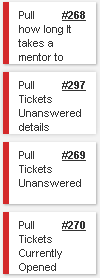 Pull #268
how long it
takes a
mentor to
Pull #297
Tickets
Unanswered
details
Pull #269
Tickets
Unanswered
Pull #270
Tickets
Currently
Opened